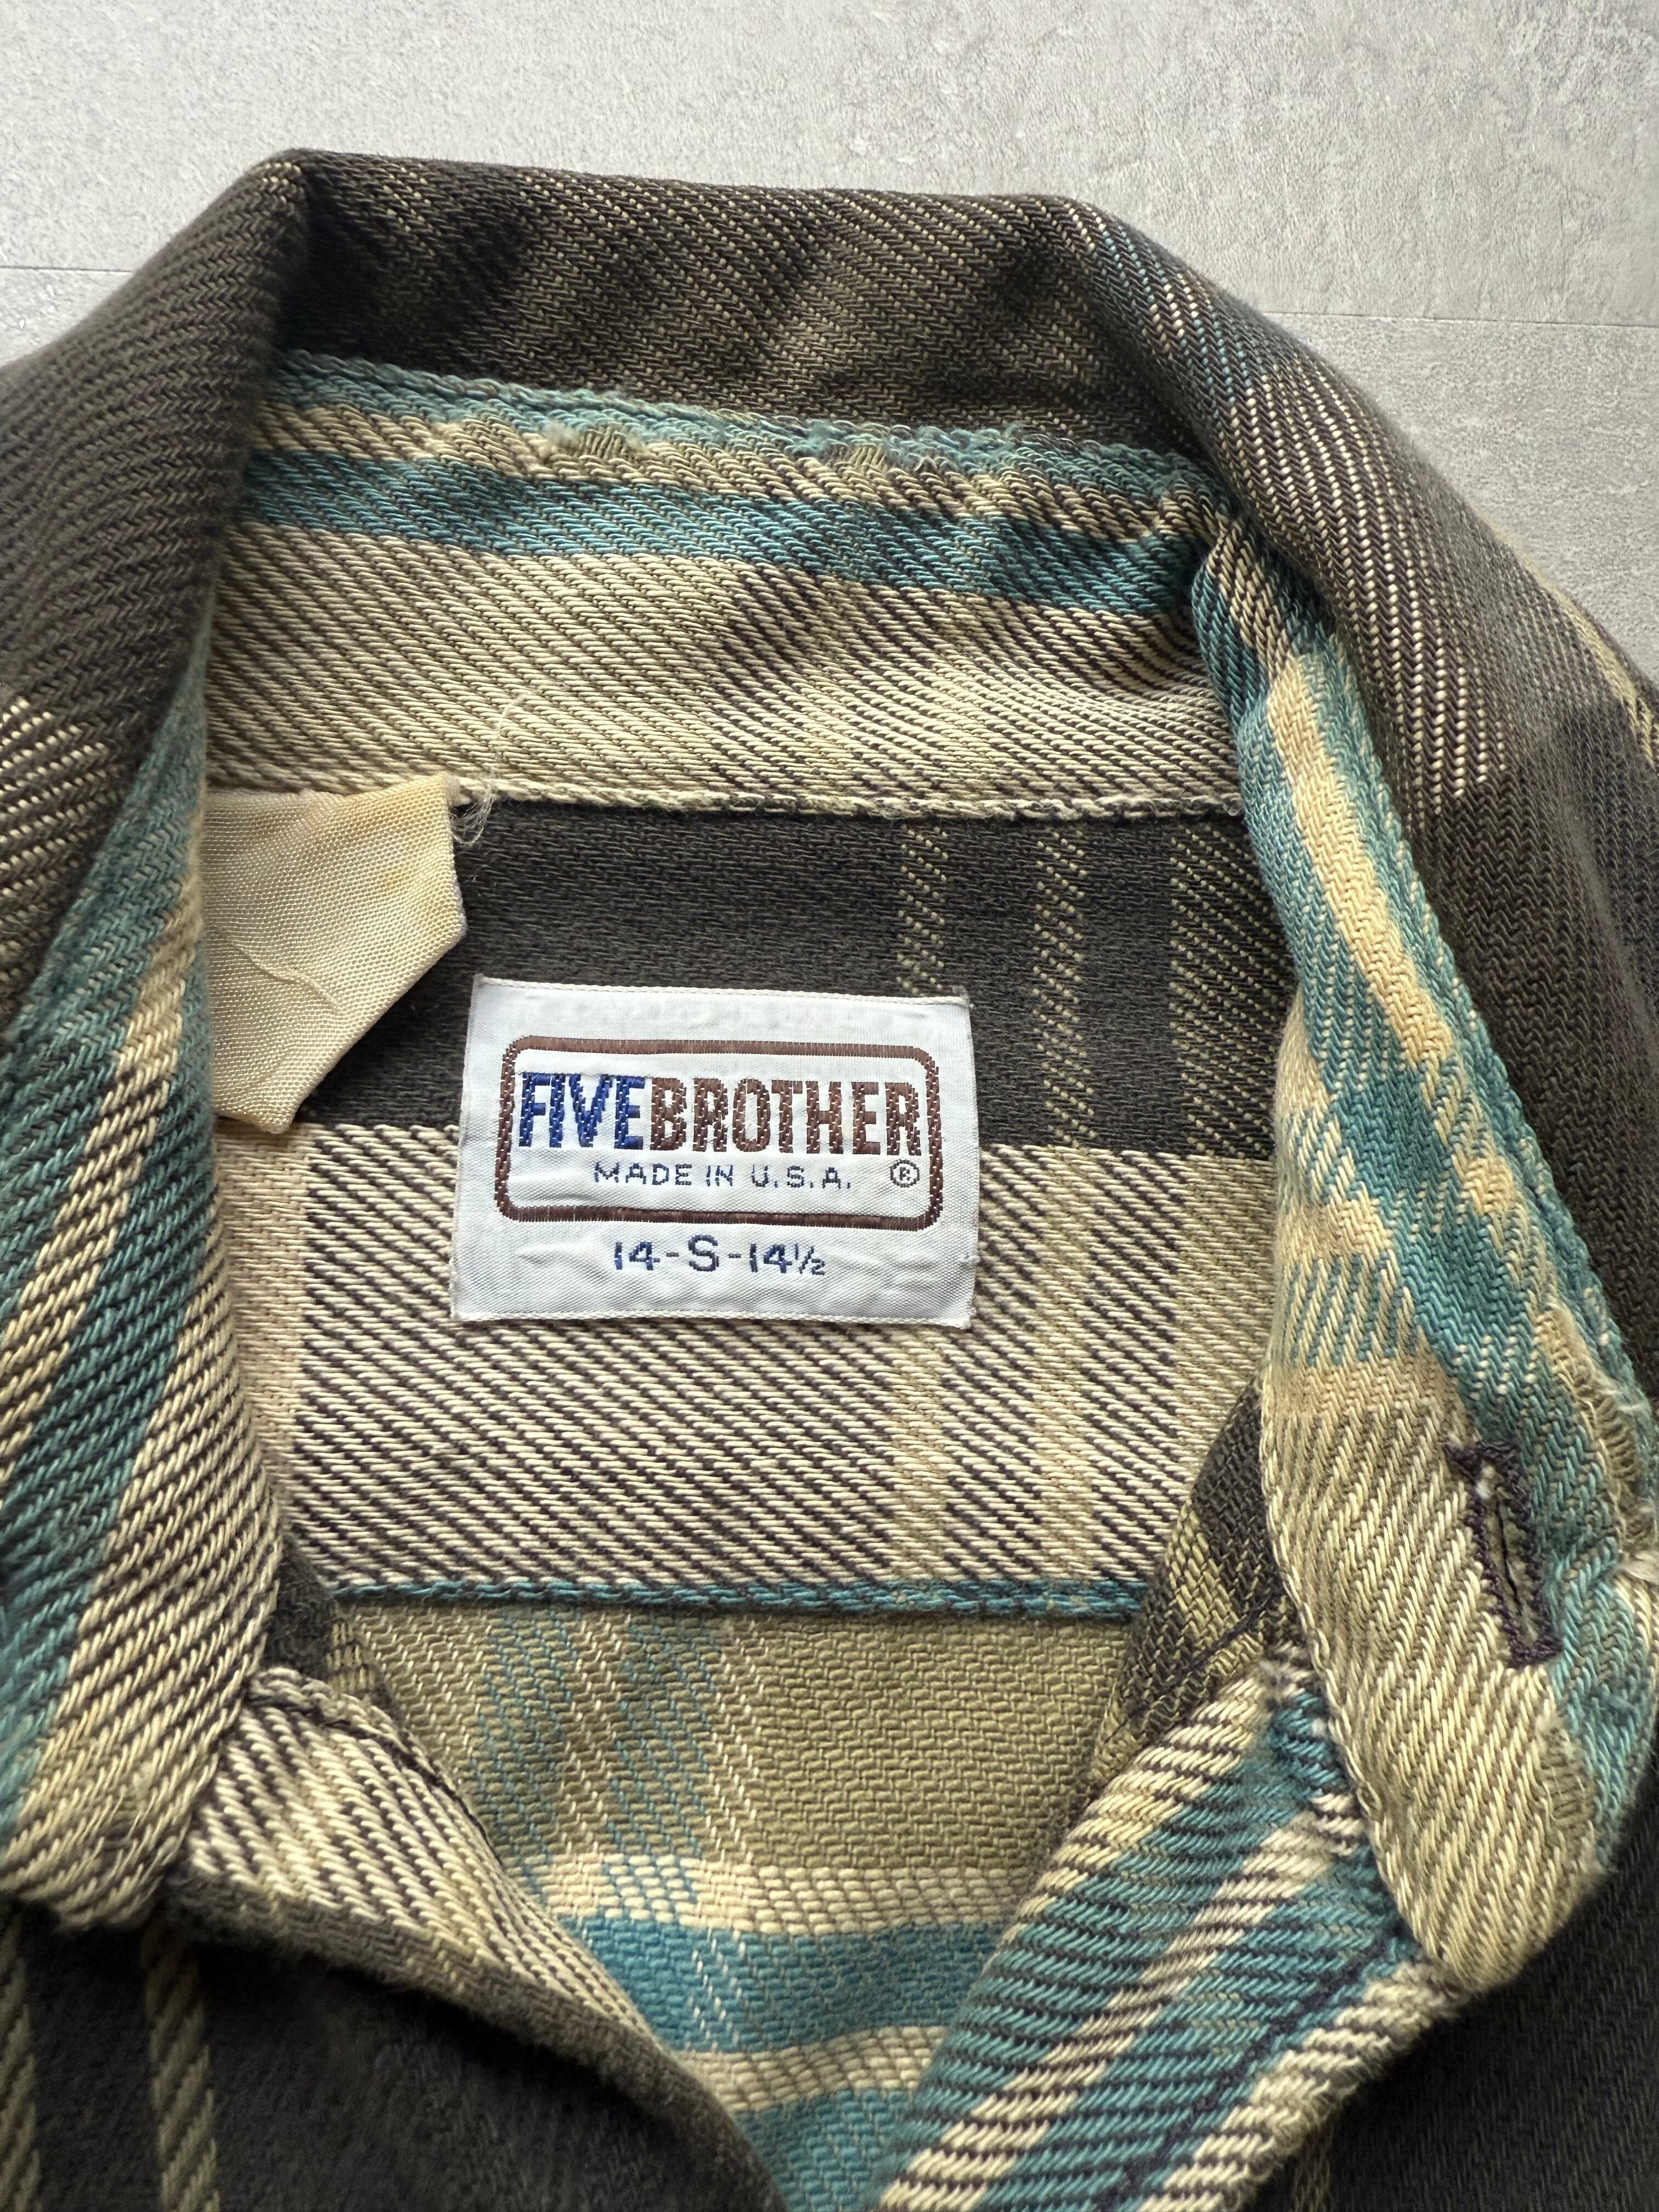 FIVEBROTHER
MADE IN U.S.A. ®
14-S-14½